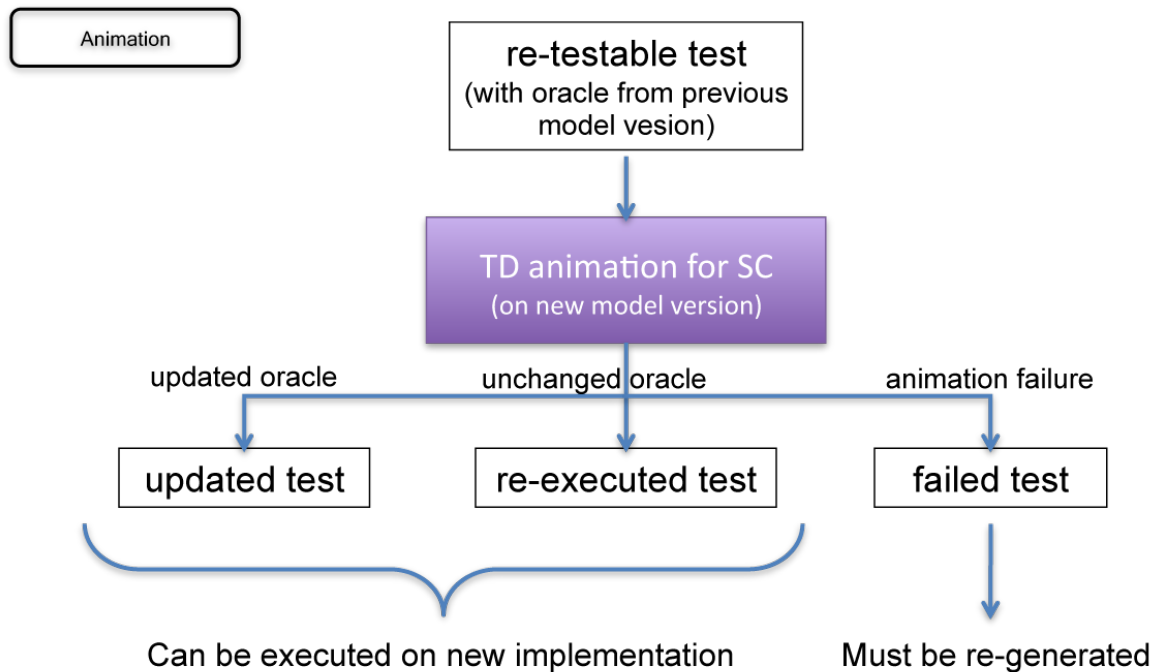 Animation
re-testable test
(with oracle from previous
model vesion)
TD animation for SC
(on new model version)
updated oracle
unchanged oracle
animation failure
updated test
re-executed test
failed test
Can be executed on new implementation
Must be re-generated